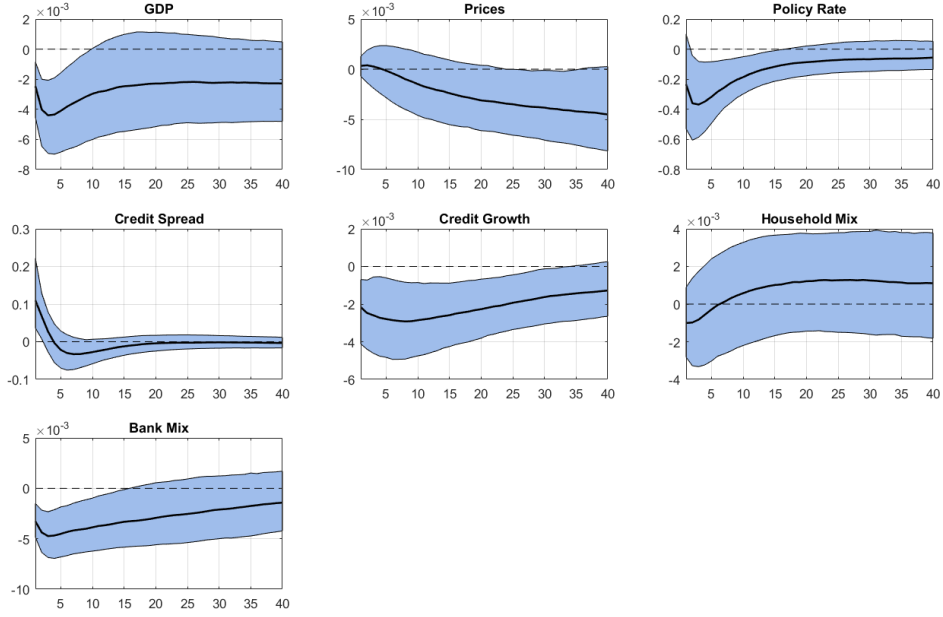 GDP
×10⁻³
2
0
-2
-4
-6
-8
5 10 15 20 25 30 35 40
Prices
×10⁻³
5
0
-5
-10
5 10 15 20 25 30 35 40
Policy Rate
0.2
0
-0.2
-0.4
-0.6
-0.8
5 10 15 20 25 30 35 40
Credit Spread
0.3
0.2
0.1
0
-0.1
5 10 15 20 25 30 35 40
Credit Growth
×10⁻³
2
0
-2
-4
-6
5 10 15 20 25 30 35 40
Household Mix
×10⁻³
4
2
0
-2
-4
5 10 15 20 25 30 35 40
Bank Mix
×10⁻³
5
0
-5
-10
5 10 15 20 25 30 35 40